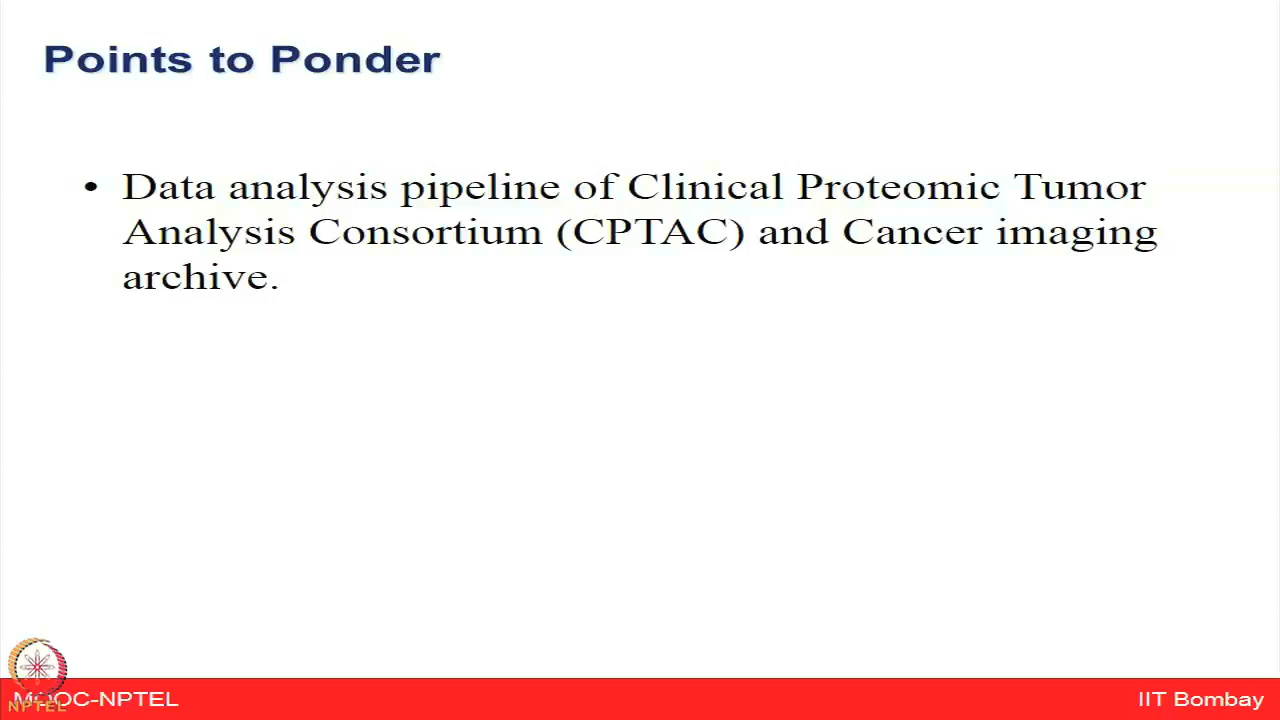 Points to Ponder
• Data analysis pipeline of Clinical Proteomic Tumor
Analysis Consortium (CPTAC) and Cancer imaging
archive.
MOOC-NPTEL
NPTEL
IIT Bombay